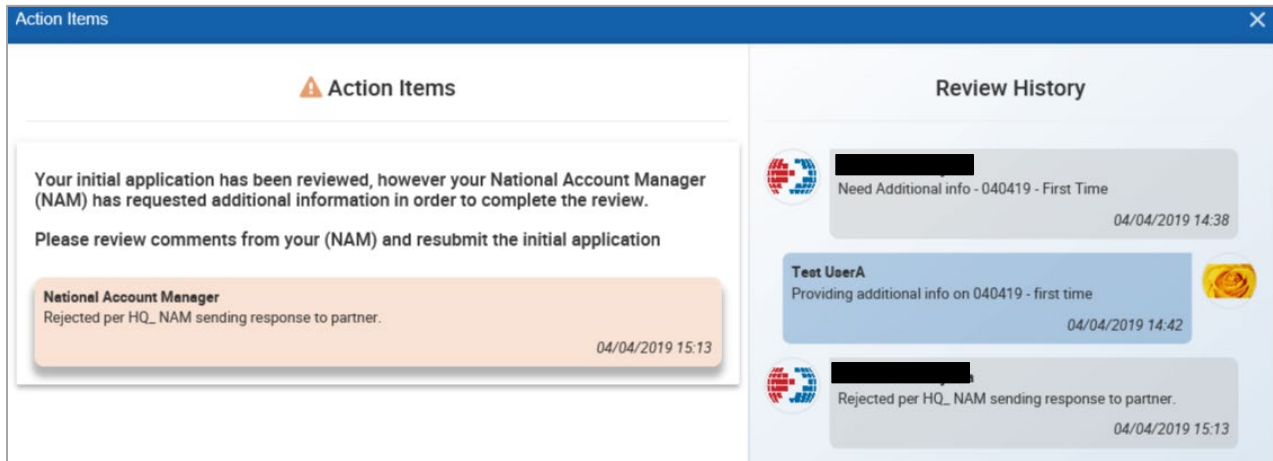 Action Items
Action Items
Your initial application has been reviewed, however your National Account Manager
(NAM) has requested additional information in order to complete the review.
Please review comments from your (NAM) and resubmit the initial application
National Account Manager
Rejected per HQ_ NAM sending response to partner.
04/04/2019 15:13
Review History
Need Additional info - 040419 - First Time
04/04/2019 14:38
Test UserA
Providing additional info on 040419 - first time
04/04/2019 14:42
Rejected per HQ_ NAM sending response to partner.
04/04/2019 15:13